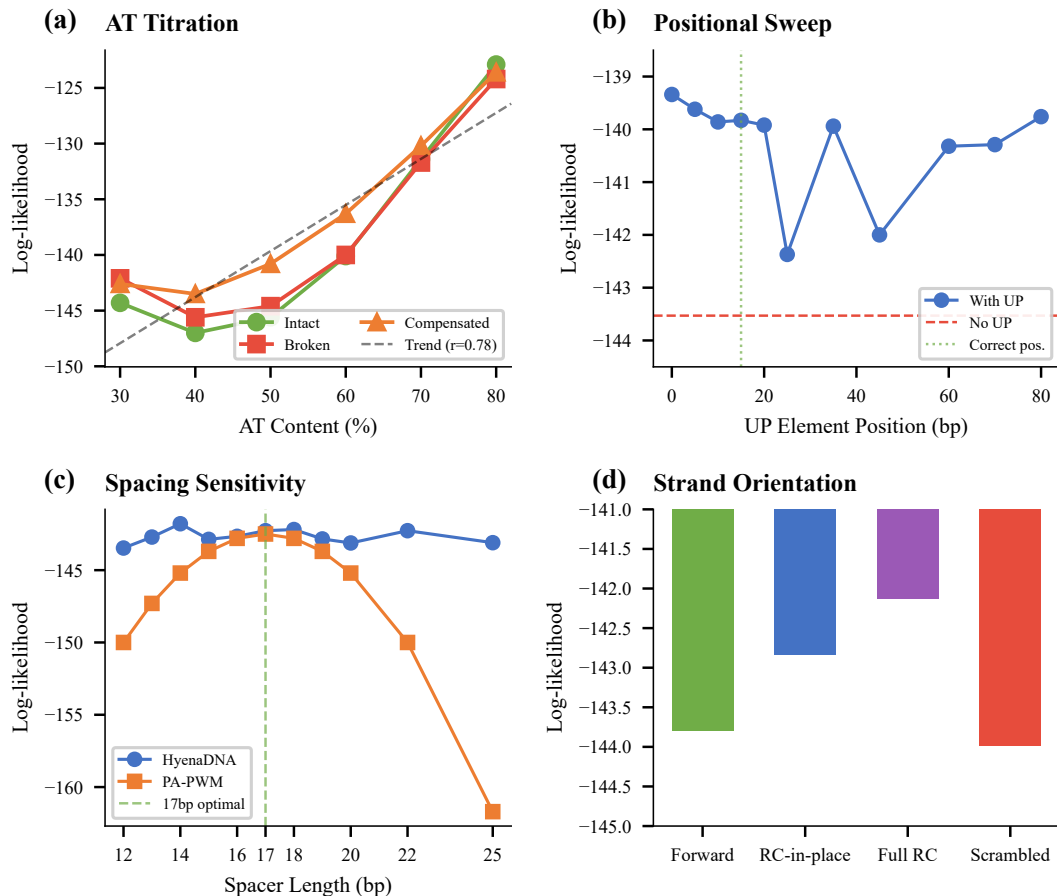 (a) AT Titration
Log-likelihood
−125
−130
−135
−140
−145
−150
Intact
Broken
Compensated
Trend (r=0.78)
30 40 50 60 70 80
AT Content (%)
(b) Positional Sweep
Log-likelihood
−139
−140
−141
−142
−143
−144
With UP
No UP
Correct pos.
0 20 40 60 80
UP Element Position (bp)
(c) Spacing Sensitivity
Log-likelihood
−145
−150
−155
−160
HyenaDNA
PA-PWM
17bp optimal
12 14 16 17 18 20 22 25
Spacer Length (bp)
(d) Strand Orientation
Log-likelihood
−141.0
−141.5
−142.0
−142.5
−143.0
−143.5
−144.0
−144.5
−145.0
Forward RC-in-place Full RC Scrambled